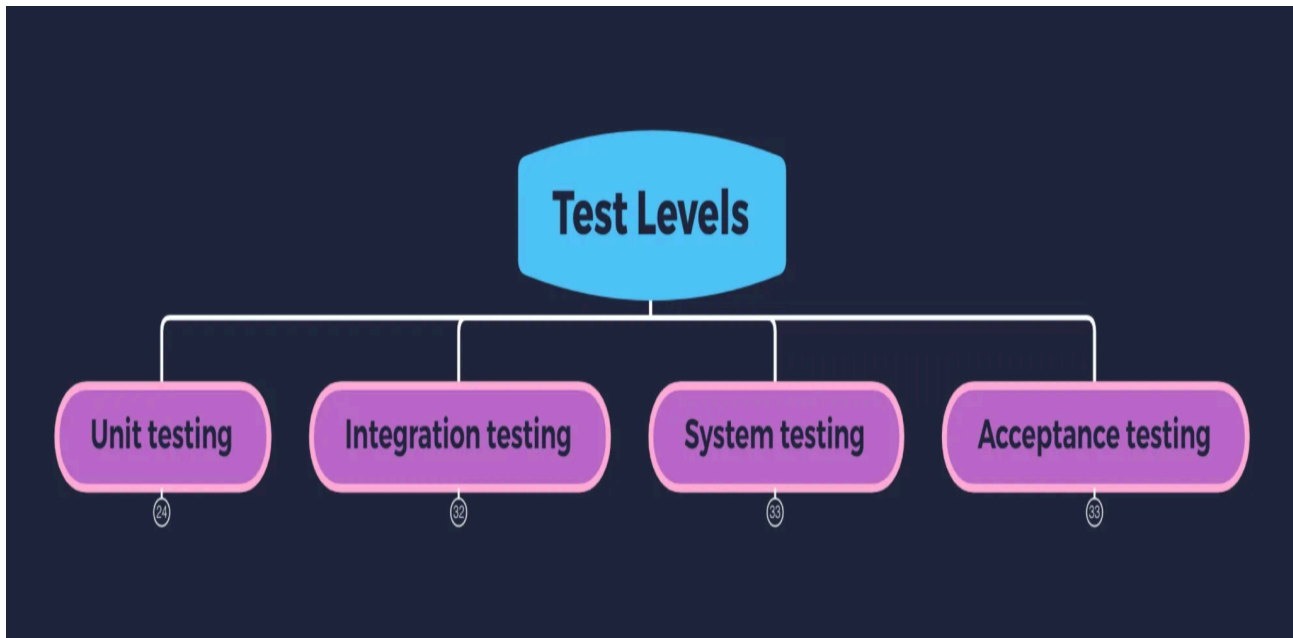 Test Levels
Unit testing
Integration testing
System testing
Acceptance testing
24
32
33
33